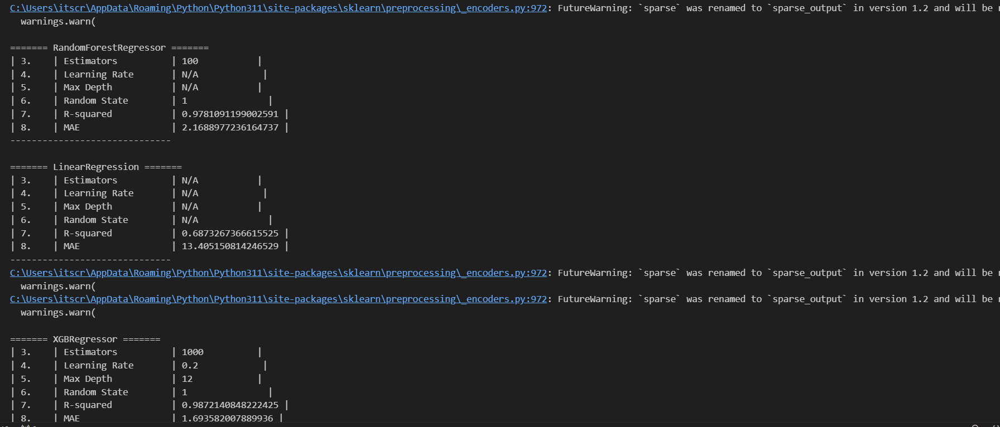 C:\Users\itscr\AppData\Roaming\Python\Python311\site-packages\sklearn\preprocessing\_encoders.py:972: FutureWarning: `sparse` was renamed to `sparse_output` in version 1.2 and will be
  warnings.warn(
======= RandomForestRegressor =======
| 3.    | Estimators          | 100           |
| 4.    | Learning Rate       | N/A            |
| 5.    | Max Depth           | N/A           |
| 6.    | Random State        | 1               |
| 7.    | R-squared           | 0.9781091199002591 |
| 8.    | MAE                 | 2.1688977236164737 |
------------------------------
======= LinearRegression =======
| 3.    | Estimators          | N/A           |
| 4.    | Learning Rate       | N/A            |
| 5.    | Max Depth           | N/A           |
| 6.    | Random State        | N/A             |
| 7.    | R-squared           | 0.6873267366615525 |
| 8.    | MAE                 | 13.405150814246529 |
------------------------------
C:\Users\itscr\AppData\Roaming\Python\Python311\site-packages\sklearn\preprocessing\_encoders.py:972: FutureWarning: `sparse` was renamed to `sparse_output` in version 1.2 and will be
  warnings.warn(
C:\Users\itscr\AppData\Roaming\Python\Python311\site-packages\sklearn\preprocessing\_encoders.py:972: FutureWarning: `sparse` was renamed to `sparse_output` in version 1.2 and will be
  warnings.warn(
======= XGBRegressor =======
| 3.    | Estimators          | 1000          |
| 4.    | Learning Rate       | 0.2            |
| 5.    | Max Depth           | 12            |
| 6.    | Random State        | 1               |
| 7.    | R-squared           | 0.9872140848222425 |
| 8.    | MAE                 | 1.693582007889936 |